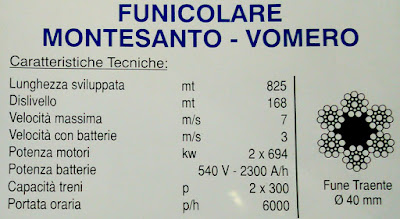 FUNICOLARE
MONTESANTO - VOMERO
Caratteristiche Tecniche:
Lunghezza sviluppata mt 825
Dislivello mt 168
Velocità massima m/s 7
Velocità con batterie m/s 3
Potenza motori kw 2 x 694
Potenza batterie 540 V - 2300 A/h
Capacità treni p 2 x 300
Portata oraria p/h 6000
Fune Traente
Ø 40 mm